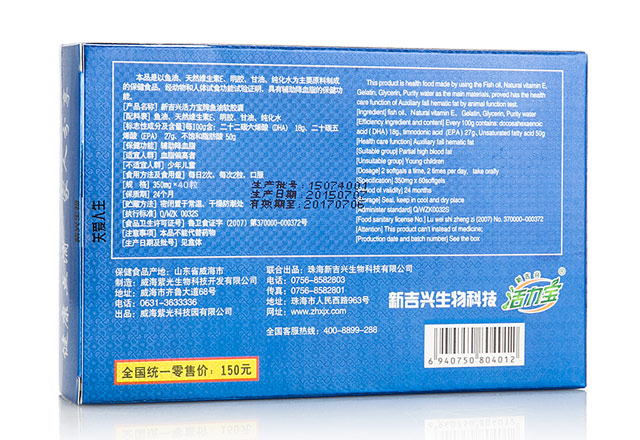 本品是以鱼油、天然维生素E、明胶、甘油、纯化水为主要原料制成
的保健食品，经动物和人体试食功能试验证明，具有辅助降血脂的保健功
能。
[产品名称] 新吉兴活力宝牌鱼油软胶囊
[配料表] 鱼油、天然维生素E、明胶、甘油、纯化水
[标志性成分及含量] 每100g含：二十二碳六烯酸 (DHA) 18g、二十碳五
烯酸 (EPA) 27g、不饱和脂肪酸 50g
[保健功能] 辅助降血脂
[适宜人群] 血脂偏高者
[不适宜人群] 少年儿童
[食用方法及食用量] 每日2次，每次2粒，口服
[规 格] 350mg×40粒
[保质期] 24个月
[贮藏方法] 密闭置于常温、干燥防潮处
[执行标准] Q/WZK 0032S
[食品卫生许可证号] 鲁卫食证字 (2007) 第370000-000372号
[注意事项] 本品不能代替药物
[生产日期及批号] 见盒体
This product is health food made by using the Fish oil, Natural vitamin E,
Gelatin, Glycerin, Purity water as the main materials, proved has the health
care function of Auxiliary fall hematic fat by animal function test.
Fish oil, Natural vitamin E, Gelatin, Glycerin, Purity water
[Efficiency ingredient and content] Every 100g contains: docosahexaenoic
acid ( DHA) 18g, timnodonic acid (EPA) 27g, Unsaturated fatty acid 50g
[Health care function] Auxiliary fall hematic fat
[Suitable group] Partial high blood fat
[Unsuitable group] Young children
[Dosage] 2 softgels a time, 2 times per day, take orally
[Specification] 350mg x 60softgels
of validity] 24 months
Seal, keep in cool and dry place
[Administer standard] Q/WZK0032S
[Food sanitary license No.] Lu wei shi zheng zi (2007) No. 370000-000372
[Attention] This product can't instead of medicine;
[Production date and batch number] See the box
生产批号: 15074001
生产日期: 20150707
有效期至: 20170706
关爱人生
保健食品产地：山东省威海市
制造：威海紫光生物科技开发有限公司
地址：威海市齐鲁大道68号
电话：0631-3633336
出品：威海紫光科技园有限公司
联合出品：珠海新吉兴生物科技有限公司
电话：0756-8582803
传真：0756-8582801
地址：珠海市人民西路963号
www.zhxjx.com
全国客服热线：400-8899-288
新吉兴生物科技
活力宝
®
全国统一零售价：150元
6 940750 804012